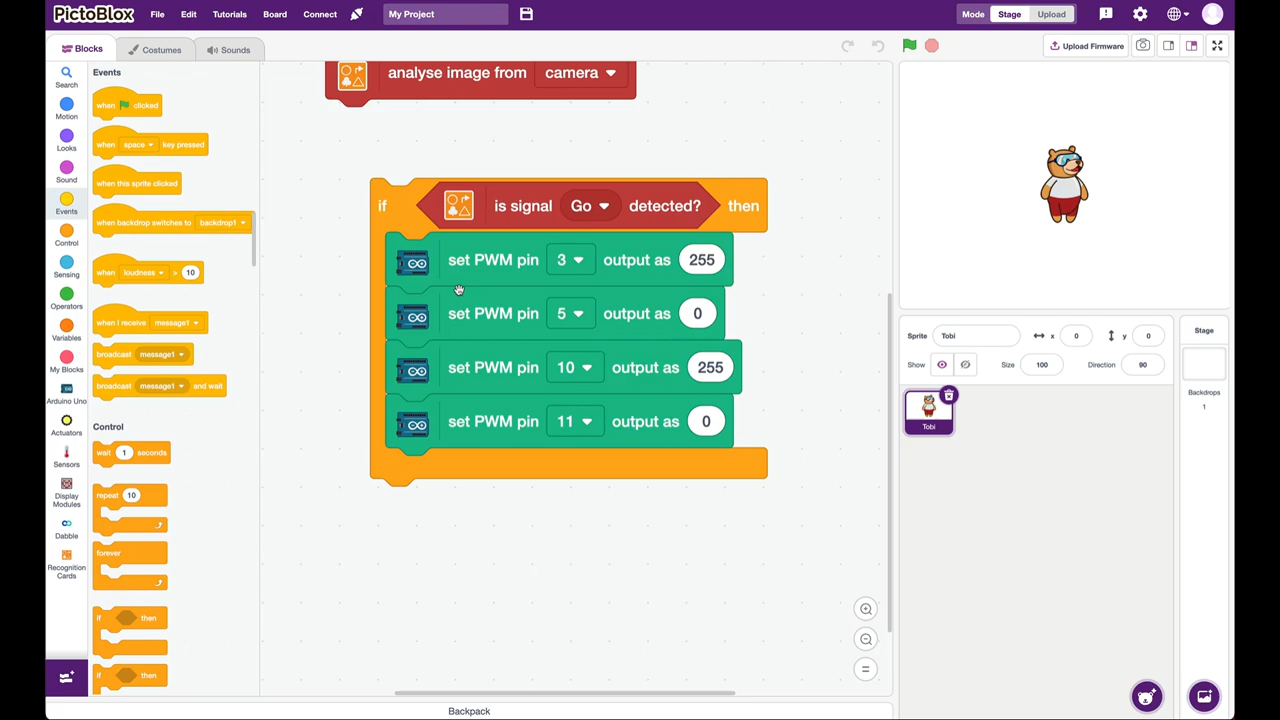 PictoBlox File Edit Tutorials Board Connect My Project Mode Stage Upload
Blocks Costumes Sounds Upload Firmware
Search
Motion
Looks
Sound
Events
Control
Sensing
Operators
Variables
My Blocks
Arduino Uno
Actuators
Sensors
Display
Modules
Dabble
Recognition
Cards
Events
when clicked
when space key pressed
when this sprite clicked
when backdrop switches to backdrop1
when loudness > 10
when I receive message1
broadcast message1
broadcast message1 and wait
Control
wait 1 seconds
repeat 10
forever
if then
if then
analyse image from camera
if is signal Go detected? then
set PWM pin 3 output as 255
set PWM pin 5 output as 0
set PWM pin 10 output as 255
set PWM pin 11 output as 0
Sprite Tobi x 0 y 0
Show Size 100 Direction 90
Tobi
Stage
Backdrops
1
Backpack